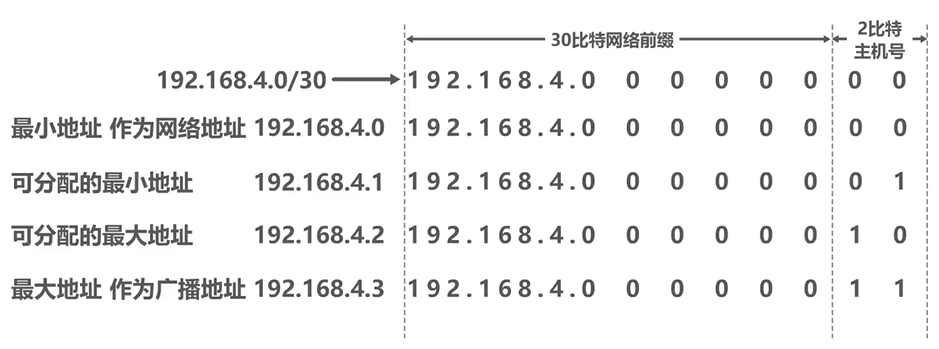 30比特网络前缀
2比特
主机号
192.168.4.0/30 192.168.4.0 0 0 0 0 0 0 0
最小地址 作为网络地址 192.168.4.0 192.168.4.0 0 0 0 0 0 0 0
可分配的最小地址 192.168.4.1 192.168.4.0 0 0 0 0 0 0 1
可分配的最大地址 192.168.4.2 192.168.4.0 0 0 0 0 0 1 0
最大地址 作为广播地址 192.168.4.3 192.168.4.0 0 0 0 0 0 1 1